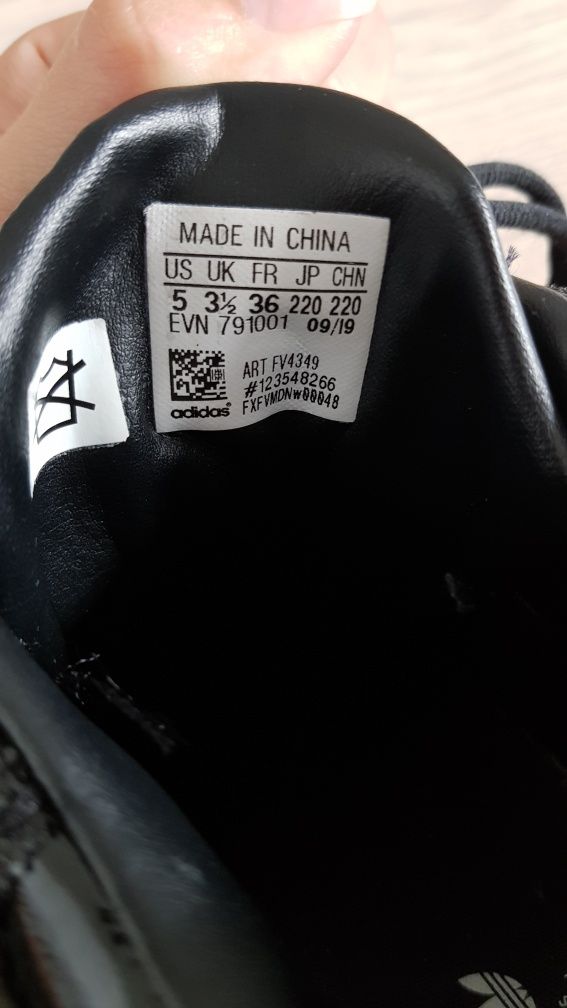 MADE IN CHINA
US UK FR JP CHN
5 3½ 36 220 220
EVN 791001 09/19
ART FV4349
#123548266
FXFVMDNW00048
adidas®